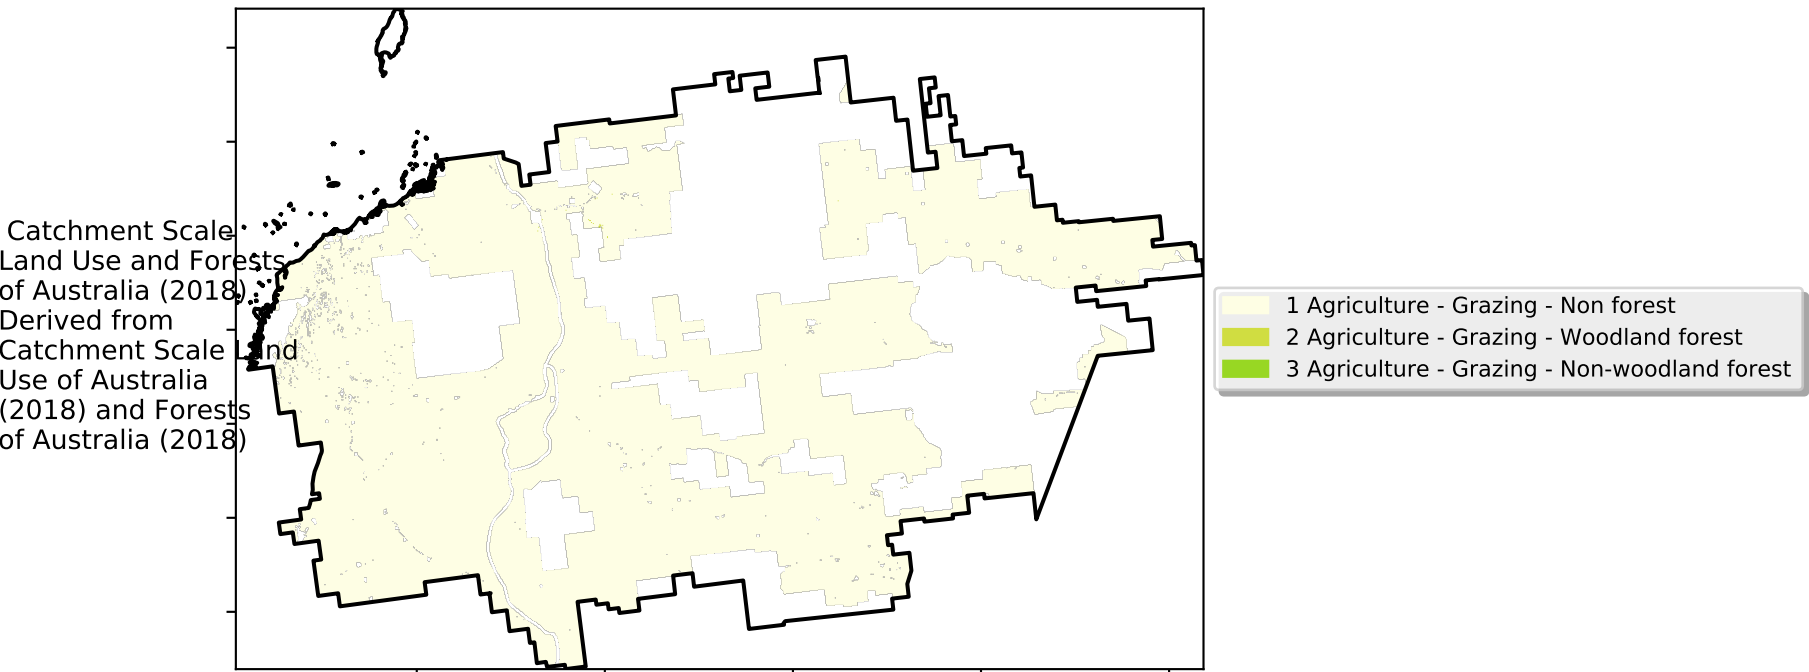 Catchment Scale
Land Use and Forests
of Australia (2018)
Derived from
Catchment Scale Land
Use of Australia
(2018) and Forests
of Australia (2018)
1 Agriculture - Grazing - Non forest
2 Agriculture - Grazing - Woodland forest
3 Agriculture - Grazing - Non-woodland forest